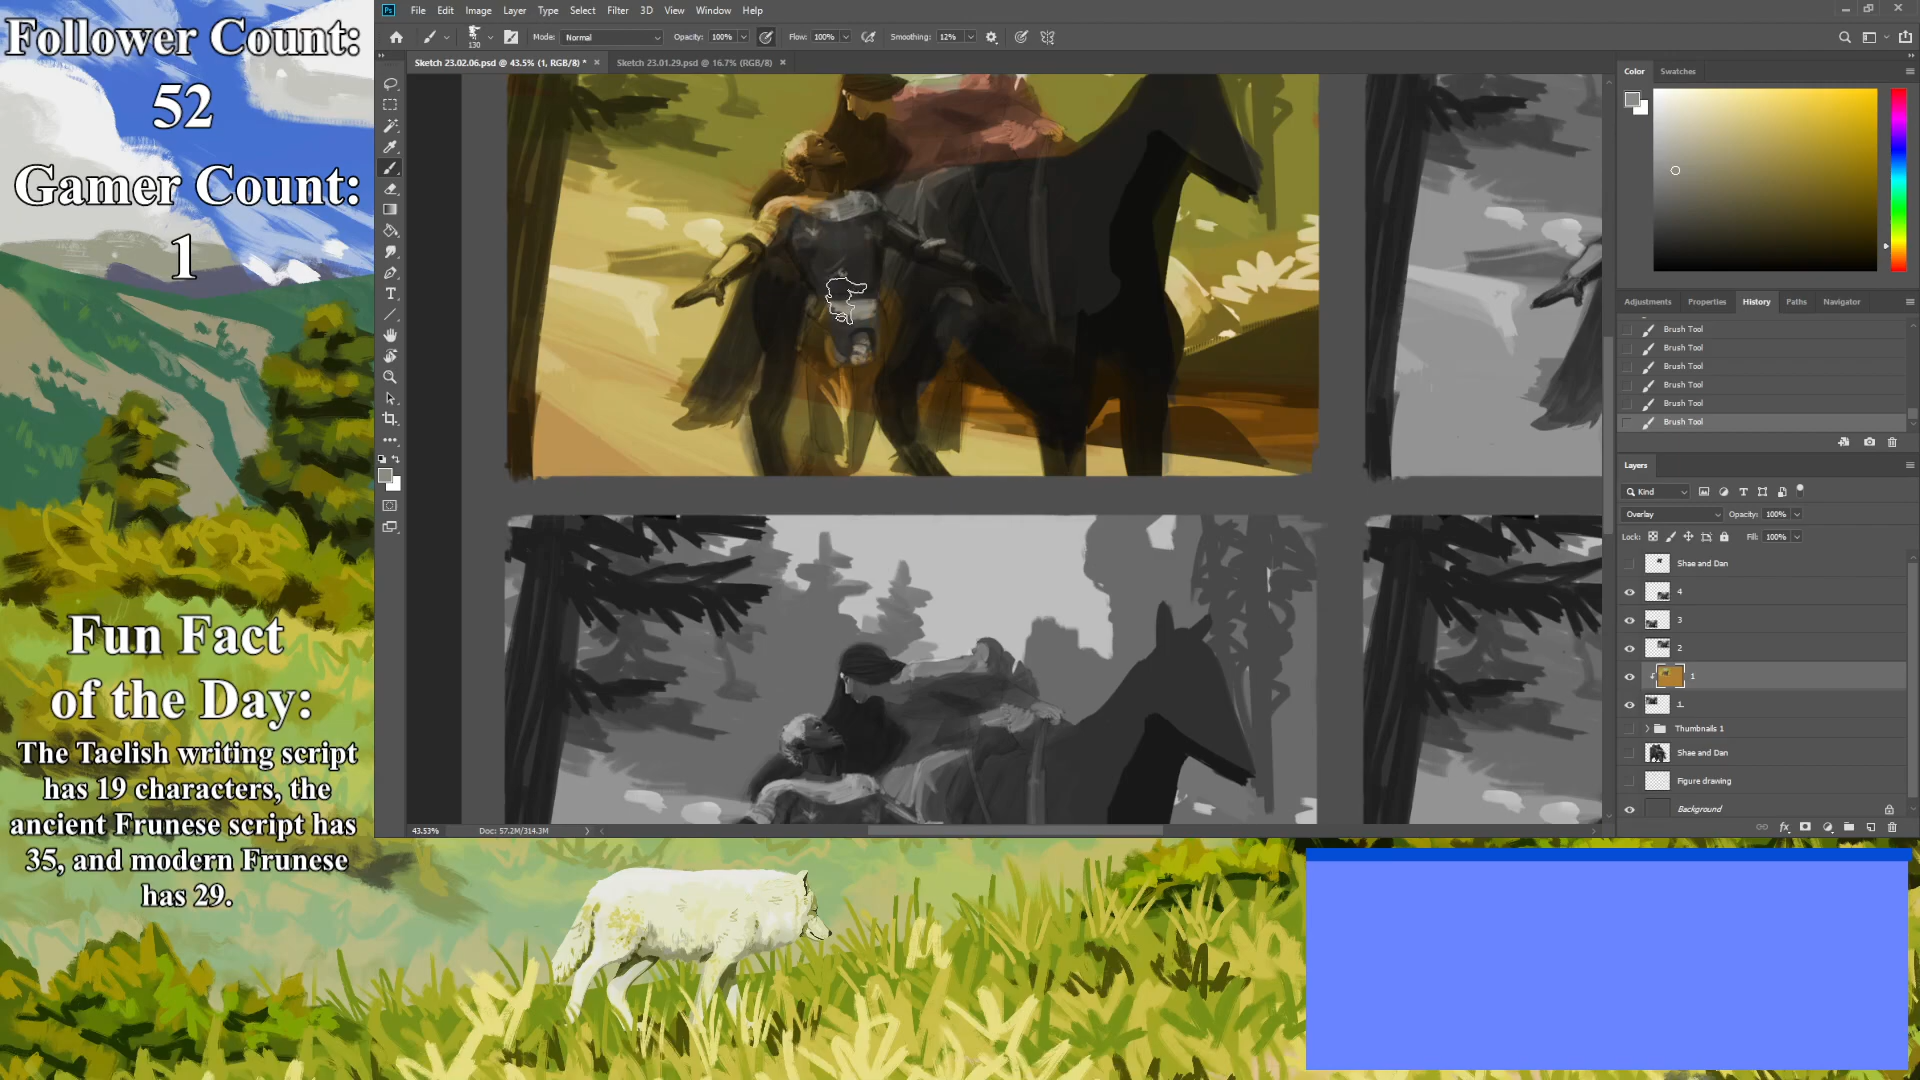 Follower Count:
52
Gamer Count:
1
Fun Fact
of the Day:
The Taelish writing script
has 19 characters, the
ancient Frunese script has
35, and modern Frunese
has 29.
File Edit Image Layer Type Select Filter 3D View Window Help
130 Mode: Normal Opacity: 100% Flow: 100% Smoothing: 12%
Sketch 23.02.06.psd @ 43.5% (1, RGB/8) * Sketch 23.01.29.psd @ 16.7% (RGB/8)
Color Swatches
Adjustments Properties History Paths Navigator
Brush Tool
Brush Tool
Brush Tool
Brush Tool
Brush Tool
Brush Tool
Layers
Kind
Overlay Opacity: 100%
Lock: Fill: 100%
Shae and Dan
4
3
2
1
1.
Thumbnails 1
Shae and Dan
Figure drawing
Background
43.53% Doc: 57.2M/314.3M